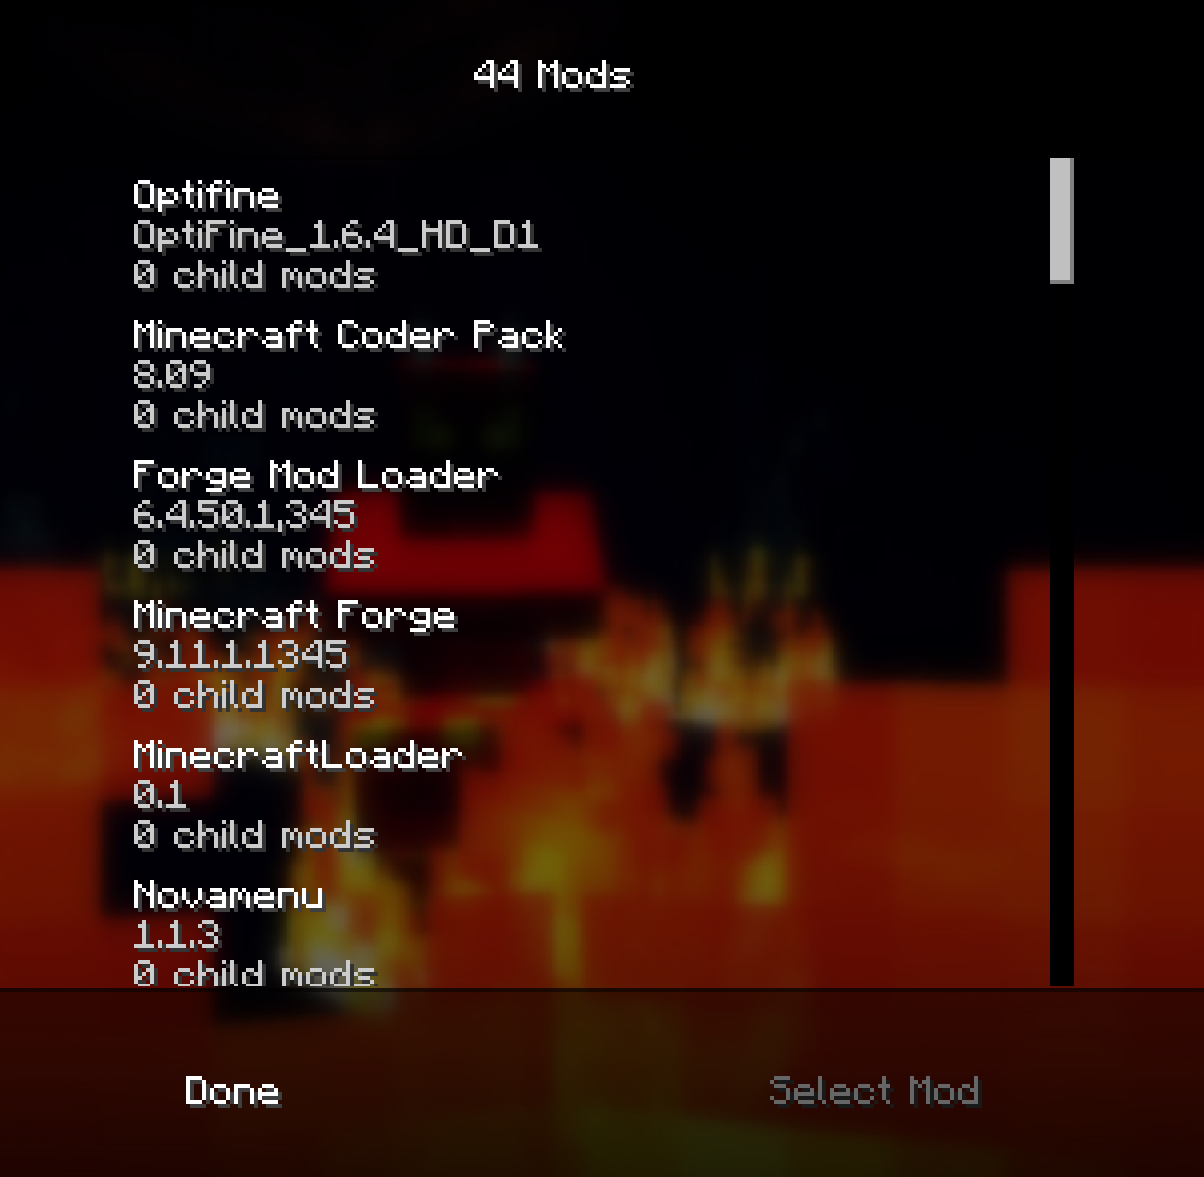 44 Mods
Optifine
OptiFine_1.6.4_HD_D1
0 child mods
Minecraft Coder Pack
8.09
0 child mods
Forge Mod Loader
6.4.50.1,345
0 child mods
Minecraft Forge
9.11.1.1345
0 child mods
MinecraftLoader
0.1
0 child mods
Novamenu
1.1.3
0 child mods
Done
Select Mod